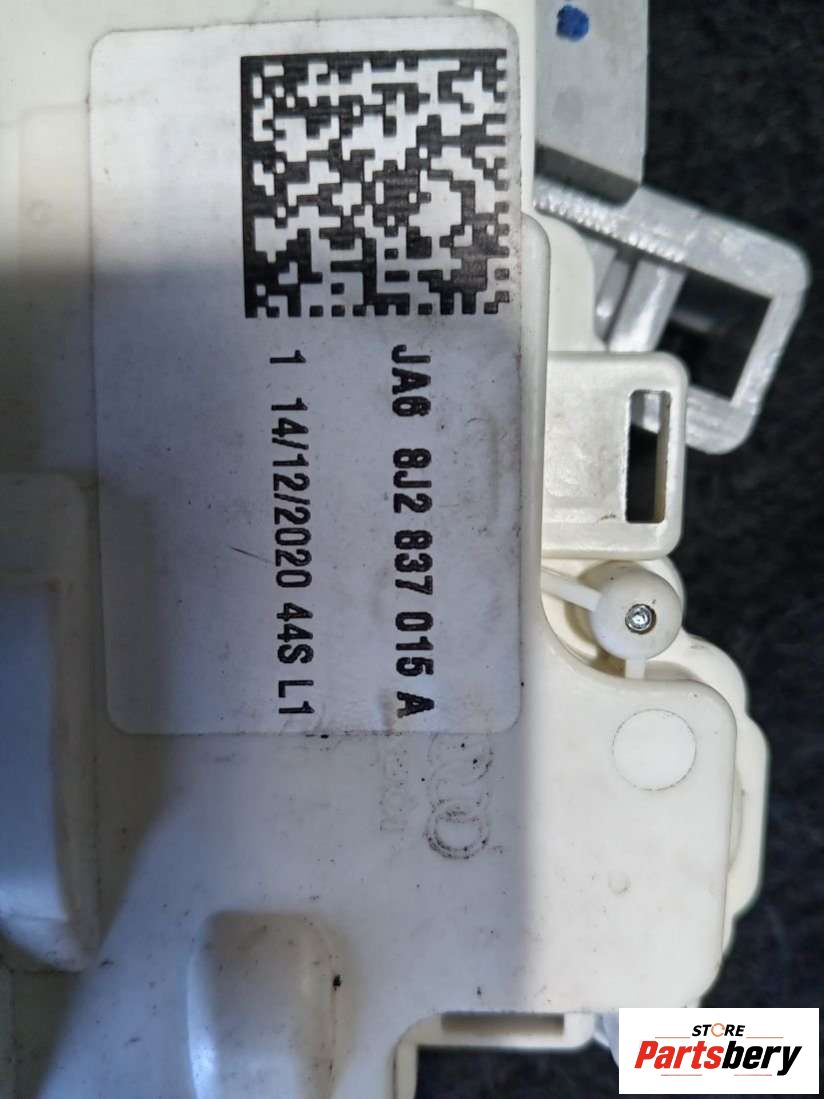 JA6 8J2 837 015 A
1 14/12/2020 44S L1
STORE
Partsbery